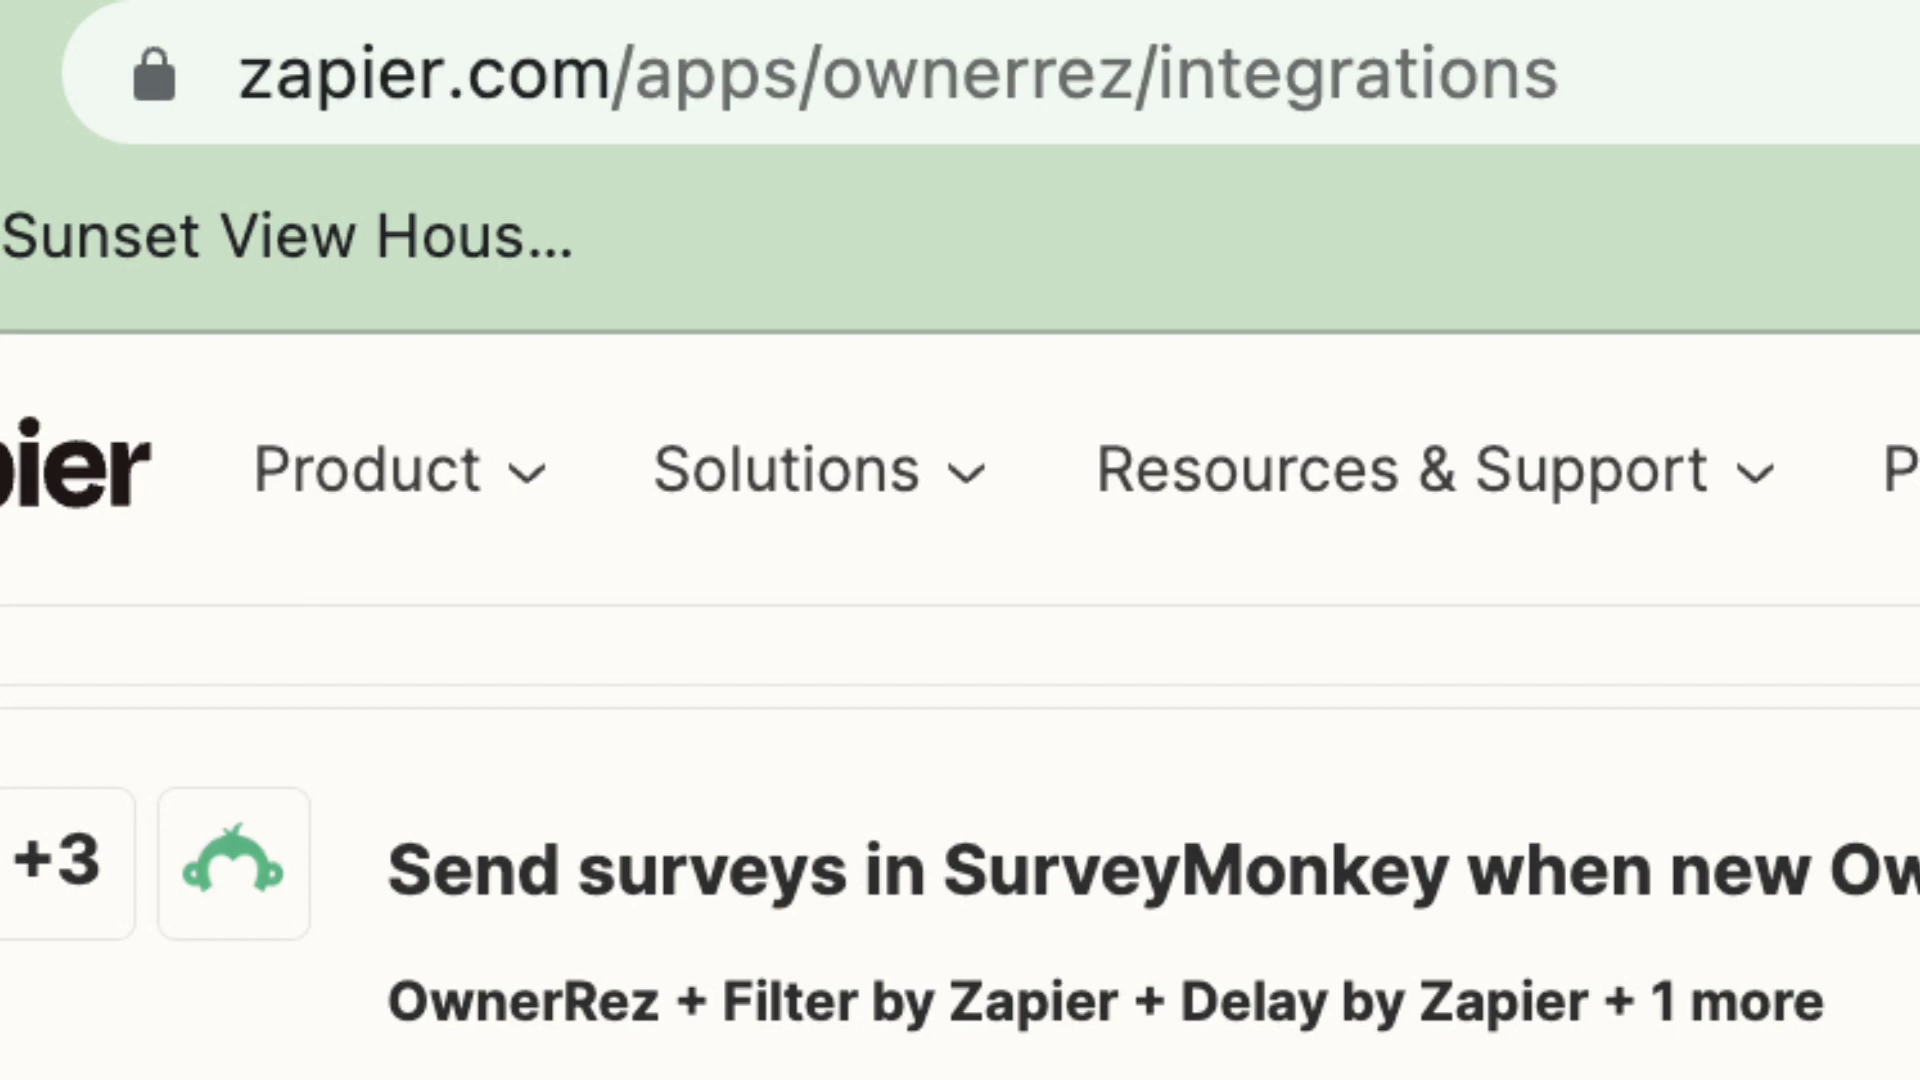 zapier.com/apps/ownerrez/integrations
Sunset View Hous...
pier Product Solutions Resources & Support P
+3
Send surveys in SurveyMonkey when new Ow
OwnerRez + Filter by Zapier + Delay by Zapier + 1 more